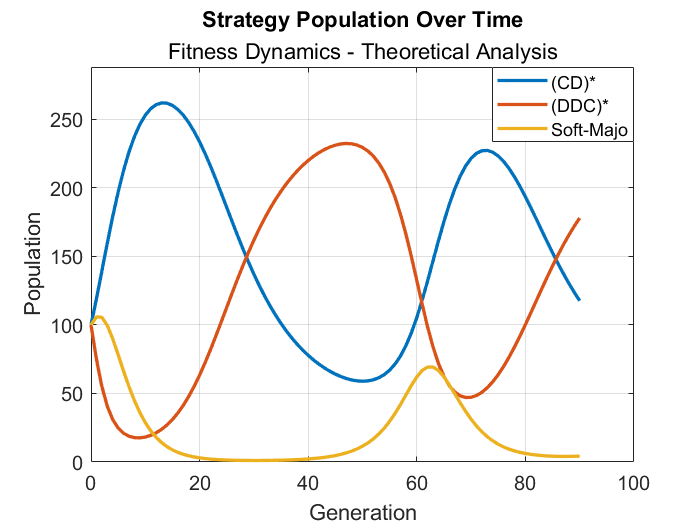 Strategy Population Over Time
Fitness Dynamics - Theoretical Analysis
(CD)*
(DDC)*
Soft-Majo
250
200
150
100
50
0
Population
0 20 40 60 80 100
Generation